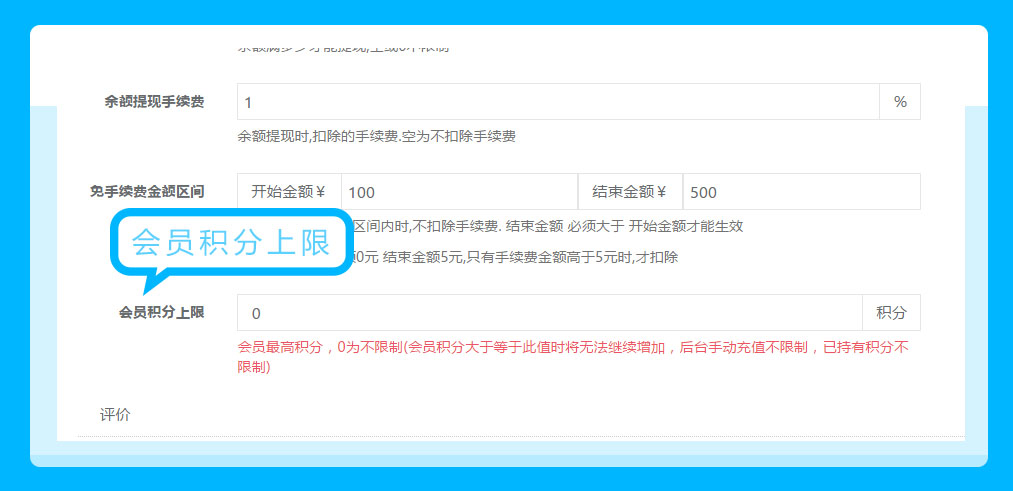 余额满多少才能提现,空或0不限制
余额提现手续费 1 %
余额提现时,扣除的手续费.空为不扣除手续费
免手续费金额区间 开始金额￥ 100 结束金额￥ 500
区间内时,不扣除手续费. 结束金额 必须大于 开始金额才能生效
会员积分上限
0元 结束金额5元,只有手续费金额高于5元时,才扣除
会员积分上限 0 积分
会员最高积分，0为不限制(会员积分大于等于此值时将无法继续增加，后台手动充值不限制，已持有积分不
限制)
评价